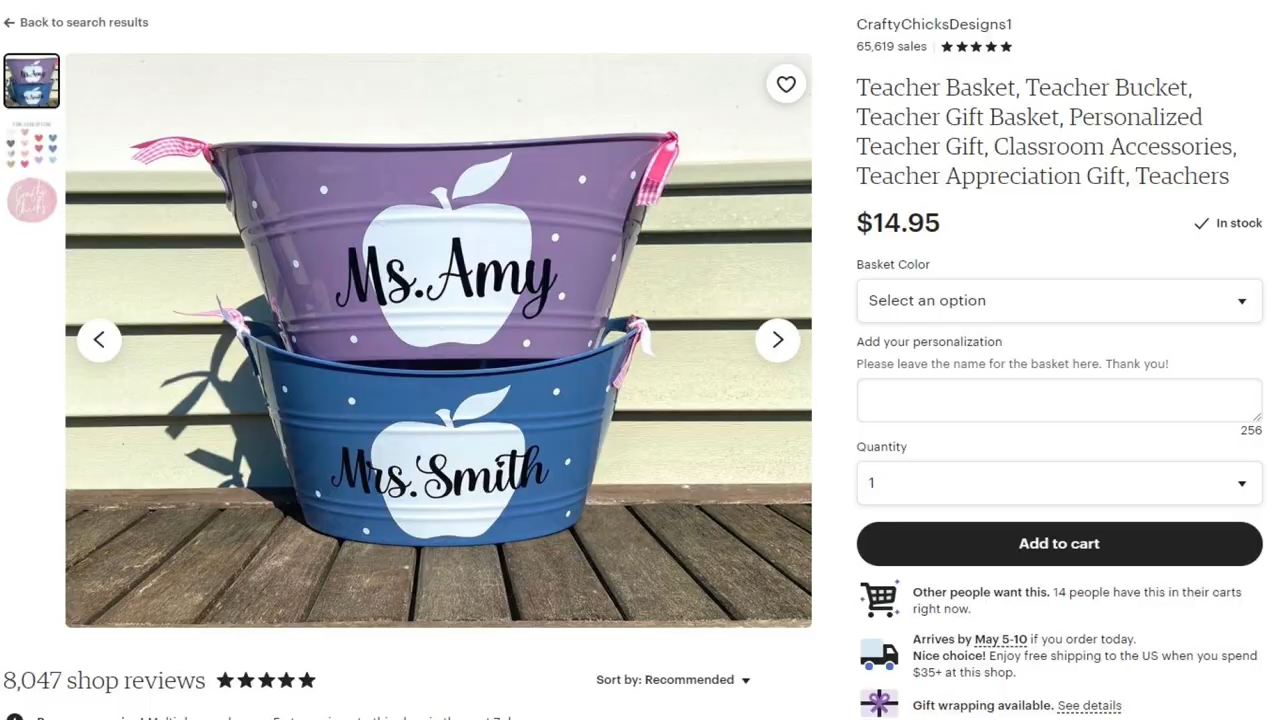 Back to search results
CraftyChicksDesigns1
65,619 sales
Teacher Basket, Teacher Bucket,
Teacher Gift Basket, Personalized
Teacher Gift, Classroom Accessories,
Teacher Appreciation Gift, Teachers
$14.95
In stock
Basket Color
Select an option
Add your personalization
Please leave the name for the basket here. Thank you!
256
Quantity
1
Add to cart
Other people want this. 14 people have this in their carts
right now.
Arrives by May 5-10 if you order today.
Nice choice! Enjoy free shipping to the US when you spend
$35+ at this shop.
Gift wrapping available. See details
Ms. Amy
Mrs. Smith
Crafty
Chicks
8,047 shop reviews
Sort by: Recommended